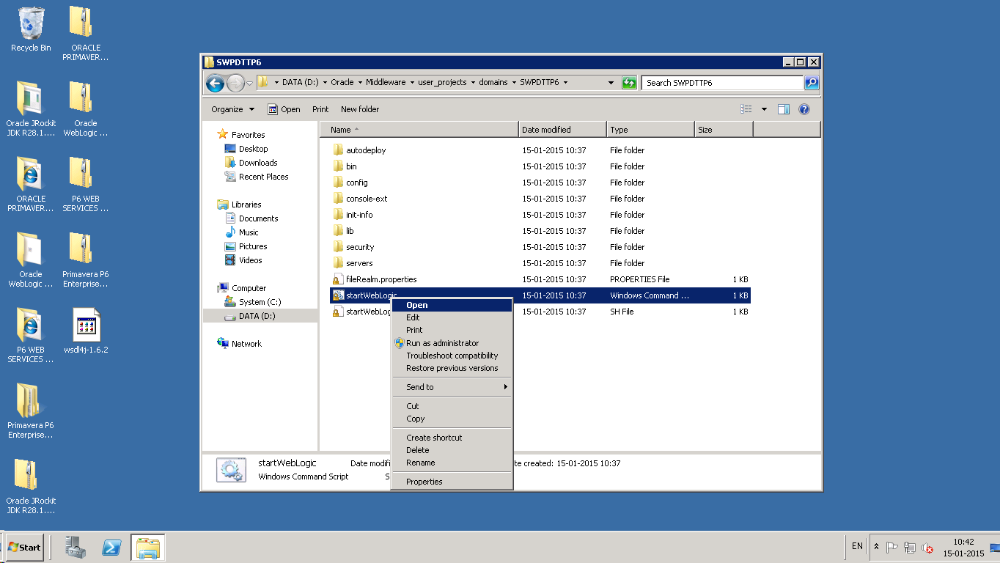 Recycle Bin
ORACLE
PRIMAVER...
Oracle JRockit
JDK R28.1....
Oracle
WebLogic ...
ORACLE
PRIMAVER...
P6 WEB
SERVICES ...
Oracle
WebLogic ...
Primavera P6
Enterprise...
P6 WEB
SERVICES ...
wsdl4j-1.6.2
Primavera P6
Enterprise...
Oracle JRockit
JDK R28.1....
SWPDTTP6
DATA (D:) Oracle Middleware user_projects domains SWPDTTP6
Search SWPDTTP6
Organize Open Print New folder
Favorites
Desktop
Downloads
Recent Places
Libraries
Documents
Music
Pictures
Videos
Computer
System (C:)
DATA (D:)
Network
Name Date modified Type Size
autodeploy 15-01-2015 10:37 File folder
bin 15-01-2015 10:37 File folder
config 15-01-2015 10:37 File folder
console-ext 15-01-2015 10:37 File folder
init-info 15-01-2015 10:37 File folder
lib 15-01-2015 10:37 File folder
security 15-01-2015 10:37 File folder
servers 15-01-2015 10:37 File folder
fileRealm.properties 15-01-2015 10:37 PROPERTIES File 1 KB
startWebLogic 15-01-2015 10:37 Windows Command ... 1 KB
startWebLog 15-01-2015 10:37 SH File 1 KB
Open
Edit
Print
Run as administrator
Troubleshoot compatibility
Restore previous versions
Send to
Cut
Copy
Create shortcut
Delete
Rename
Properties
startWebLogic Date modifi te created: 15-01-2015 10:37
Windows Command Script S
Start
EN
10:42
15-01-2015